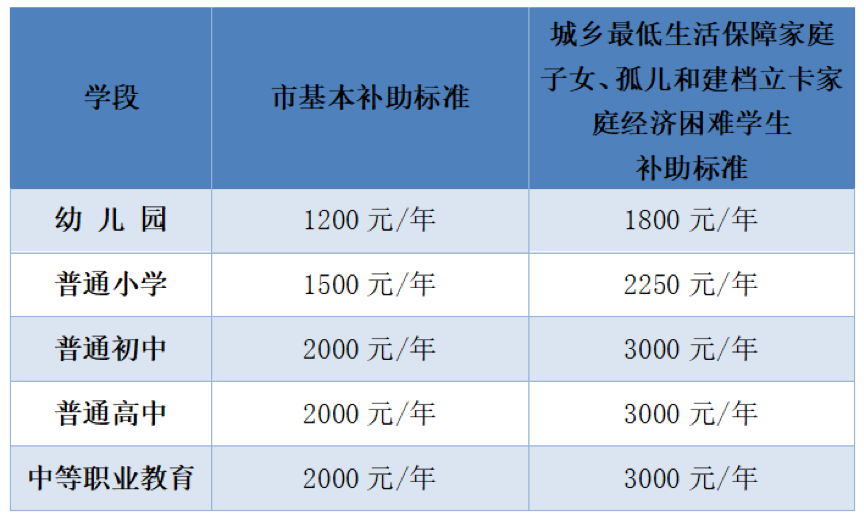 学段
市基本补助标准
城乡最低生活保障家庭
子女、孤儿和建档立卡家
庭经济困难学生
补助标准
幼 儿 园
1200 元/年
1800 元/年
普通小学
1500 元/年
2250 元/年
普通初中
2000 元/年
3000 元/年
普通高中
2000 元/年
3000 元/年
中等职业教育
2000 元/年
3000 元/年